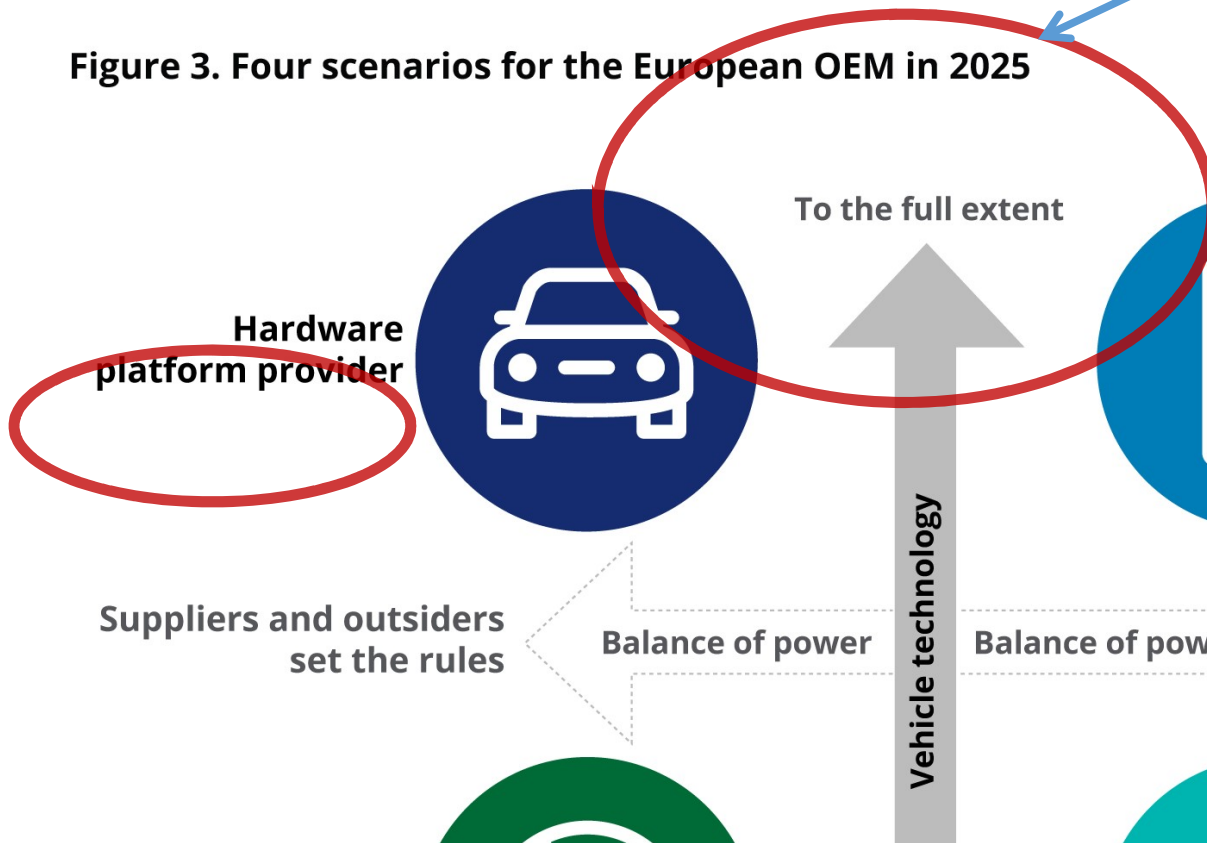 Figure 3. Four scenarios for the European OEM in 2025
To the full extent
Hardware
platform provider
Suppliers and outsiders
set the rules
Balance of power
Vehicle technology
Balance of pow